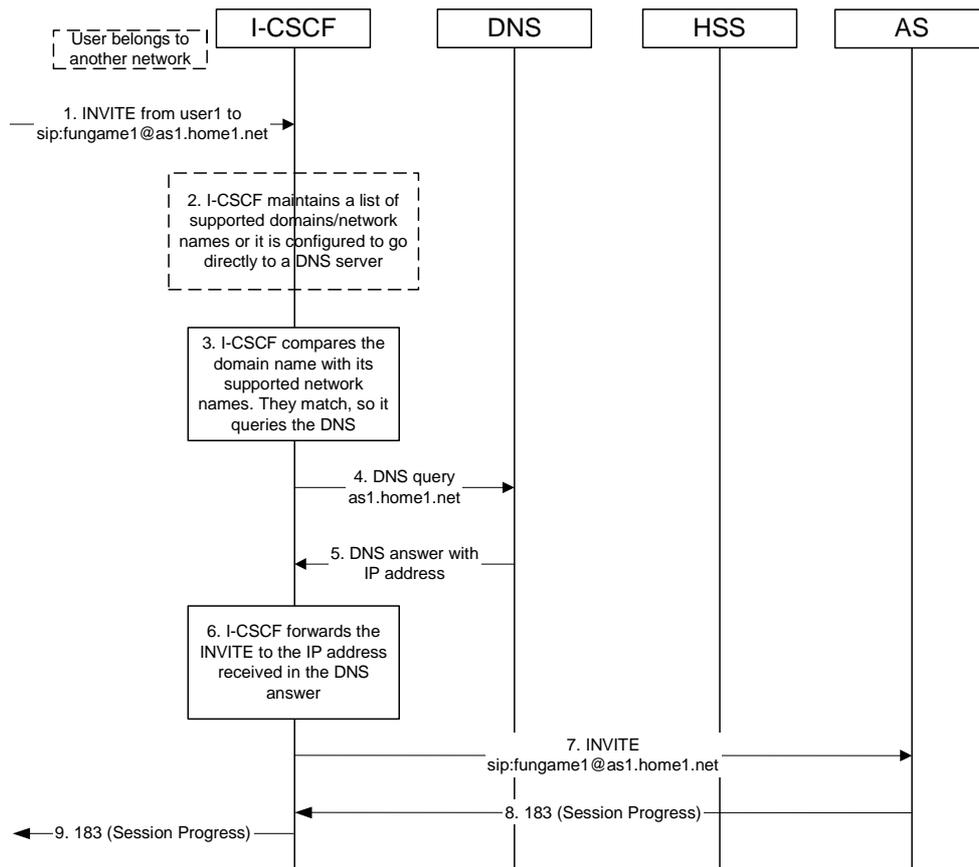 I-CSCF
DNS
HSS
AS
User belongs to
another network
1. INVITE from user1 to
sip:fungame1@as1.home1.net
2. I-CSCF maintains a list of
supported domains/network
names or it is configured to go
directly to a DNS server
3. I-CSCF compares the
domain name with its
supported network
names. They match, so it
queries the DNS
4. DNS query
as1.home1.net
5. DNS answer with
IP address
6. I-CSCF forwards the
INVITE to the IP address
received in the DNS
answer
7. INVITE
sip:fungame1@as1.home1.net
8. 183 (Session Progress)
9. 183 (Session Progress)